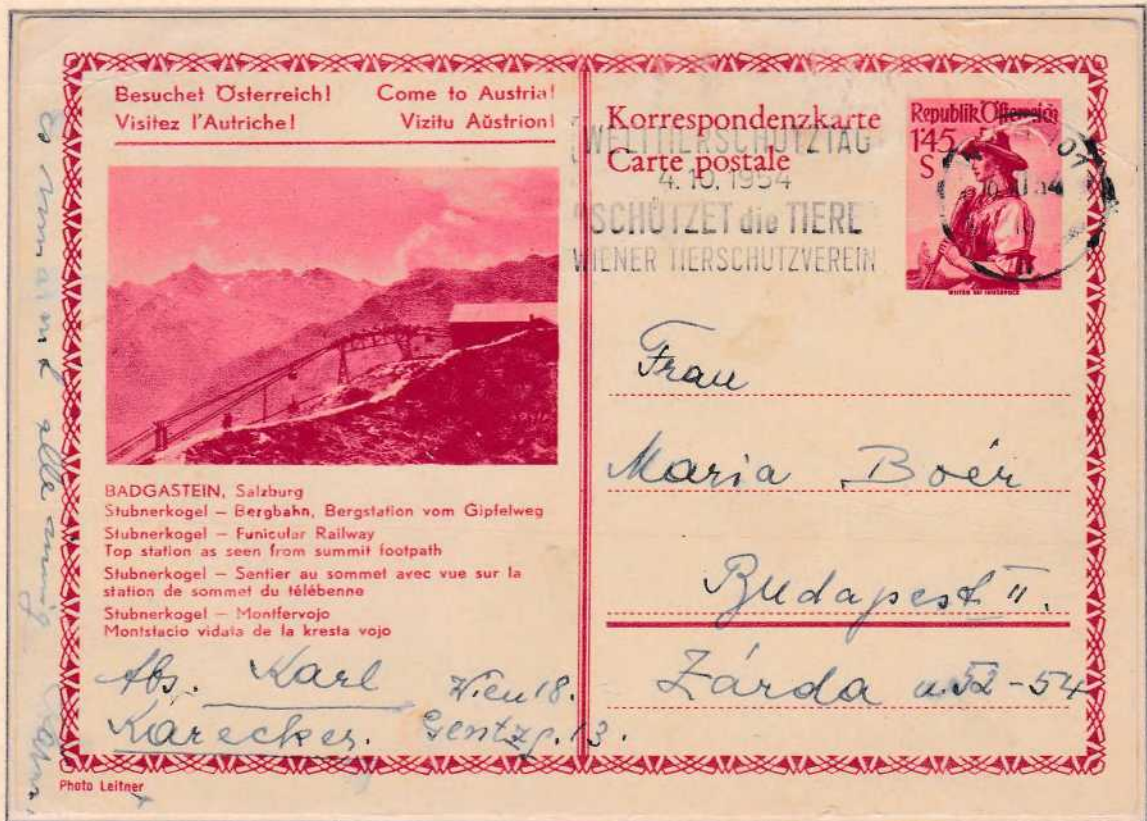 Besuchet Österreich! Come to Austria!
Visitez l'Autriche! Vizitu Aŭstrion!
Korrespondenzkarte
Carte postale
Republik Österreich
1'45
S
WILTEN BEI INNSBRUCK
WELTTIERSCHUTZTAG
4.10.1954
"SCHÜTZET die TIERE"
WIENER TIERSCHUTZVEREIN
BADGASTEIN, Salzburg
Stubnerkogel – Bergbahn, Bergstation vom Gipfelweg
Stubnerkogel – Funicular Railway
Top station as seen from summit footpath
Stubnerkogel – Sentier au sommet avec vue sur la
station de sommet du télébenne
Stubnerkogel – Montfervojo
Montstacio vidata de la kresta vojo
Abs. Karl
Karecker.
Wien 18.
Gentzg. 13.
Frau
Maria Boér
Budapest II.
Zárda u. 52-54
alle
Photo Leitner